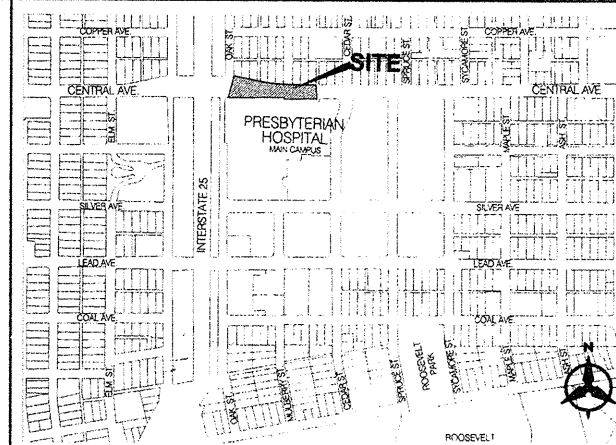 COPPER AVE.
OAK ST.
CEDAR ST.
SPRUCE ST.
SYCAMORE ST.
COPPER AVE.
SITE
CENTRAL AVE.
CENTRAL AVE.
ELM ST.
PRESBYTERIAN
HOSPITAL
MAIN CAMPUS
MAPLE ST.
ASH ST.
SILVER AVE.
INTERSTATE 25
SILVER AVE.
LEAD AVE.
LEAD AVE.
COAL AVE.
COAL AVE.
ELM ST.
OAK ST.
MULBERRY ST.
CEDAR ST.
SPRUCE ST.
ROOSEVELT
PARK
SYCAMORE ST.
MAPLE ST.
ASH ST.
N
ROOSEVELT